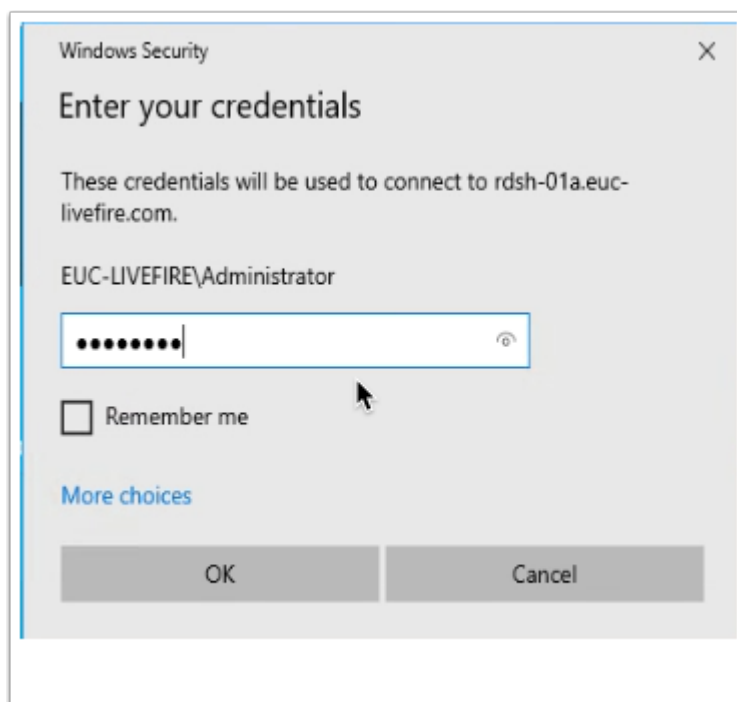 Windows Security
Enter your credentials
These credentials will be used to connect to rdsh-01a.euc-
livefire.com.
EUC-LIVEFIRE\Administrator
••••••••
Remember me
More choices
OK
Cancel